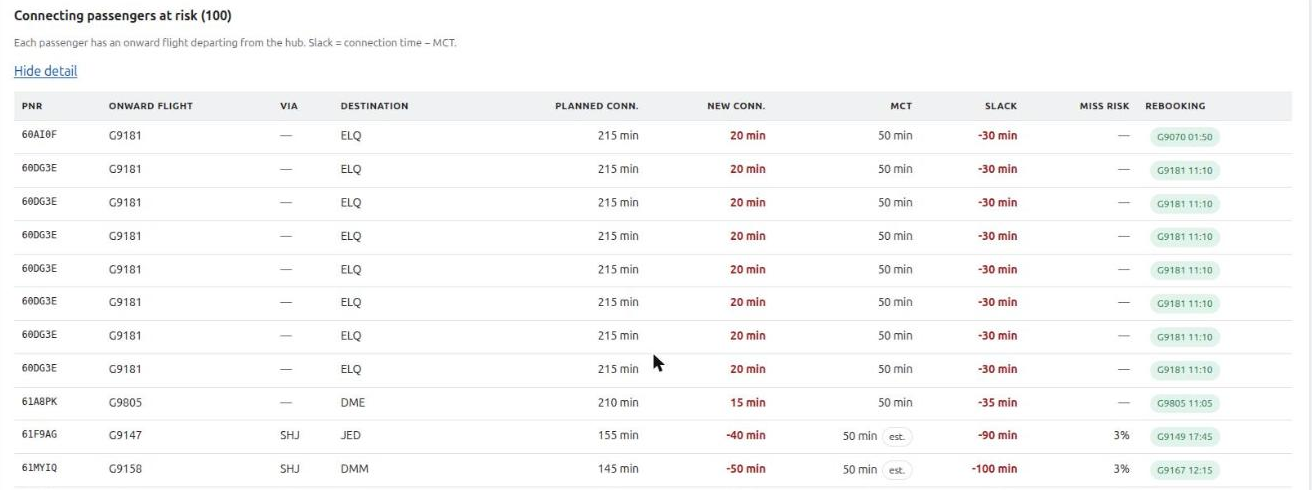 Connecting passengers at risk (100)
Each passenger has an onward flight departing from the hub. Slack = connection time – MCT.
Hide detail
PNR ONWARD FLIGHT VIA DESTINATION PLANNED CONN. NEW CONN. MCT SLACK MISS RISK REBOOKING
60AI0F G9181 — ELQ 215 min 20 min 50 min -30 min — G9070 01:50
60DG3E G9181 — ELQ 215 min 20 min 50 min -30 min — G9181 11:10
60DG3E G9181 — ELQ 215 min 20 min 50 min -30 min — G9181 11:10
60DG3E G9181 — ELQ 215 min 20 min 50 min -30 min — G9181 11:10
60DG3E G9181 — ELQ 215 min 20 min 50 min -30 min — G9181 11:10
60DG3E G9181 — ELQ 215 min 20 min 50 min -30 min — G9181 11:10
60DG3E G9181 — ELQ 215 min 20 min 50 min -30 min — G9181 11:10
60DG3E G9181 — ELQ 215 min 20 min 50 min -30 min — G9181 11:10
61A8PK G9805 — DME 210 min 15 min 50 min -35 min — G9805 11:05
61F9AG G9147 SHJ JED 155 min -40 min 50 min est. -90 min 3% G9149 17:45
61MYIQ G9158 SHJ DMM 145 min -50 min 50 min est. -100 min 3% G9167 12:15